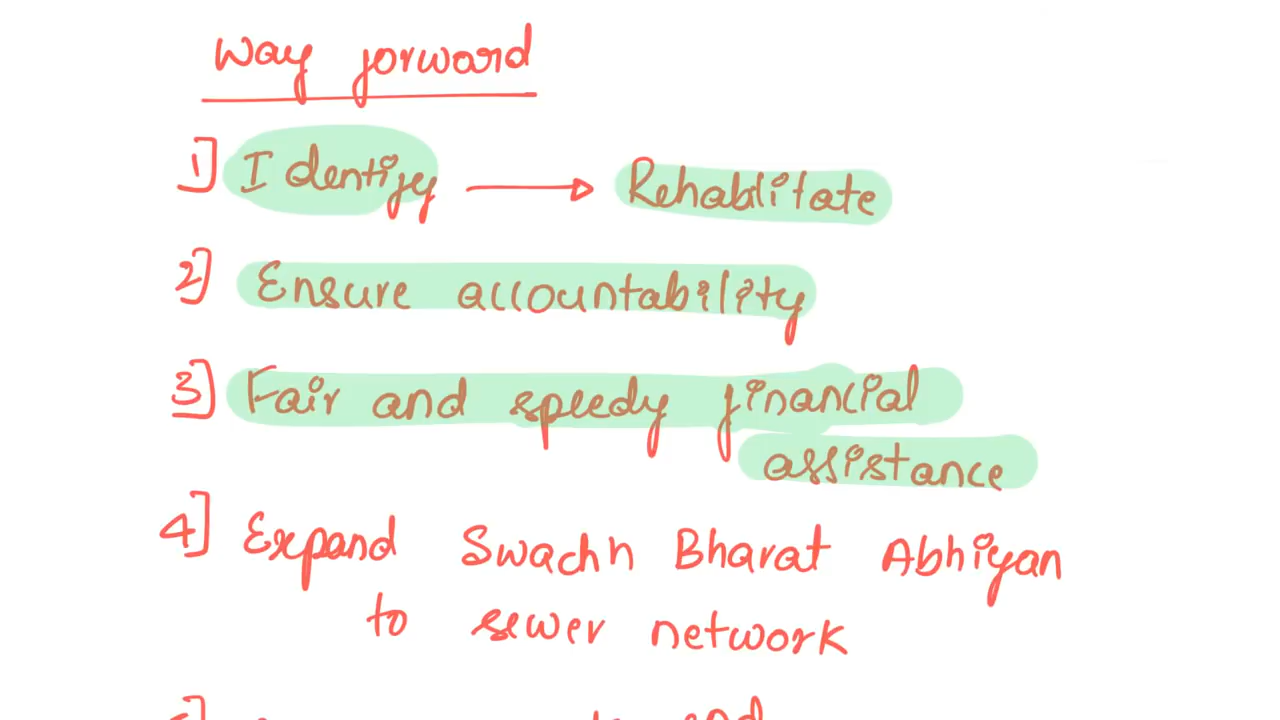 Way forward
1] Identify → Rehablitate
2] Ensure accountability
3] Fair and speedy financial
assistance
4] Expand Swachh Bharat Abhiyan
to sewer network